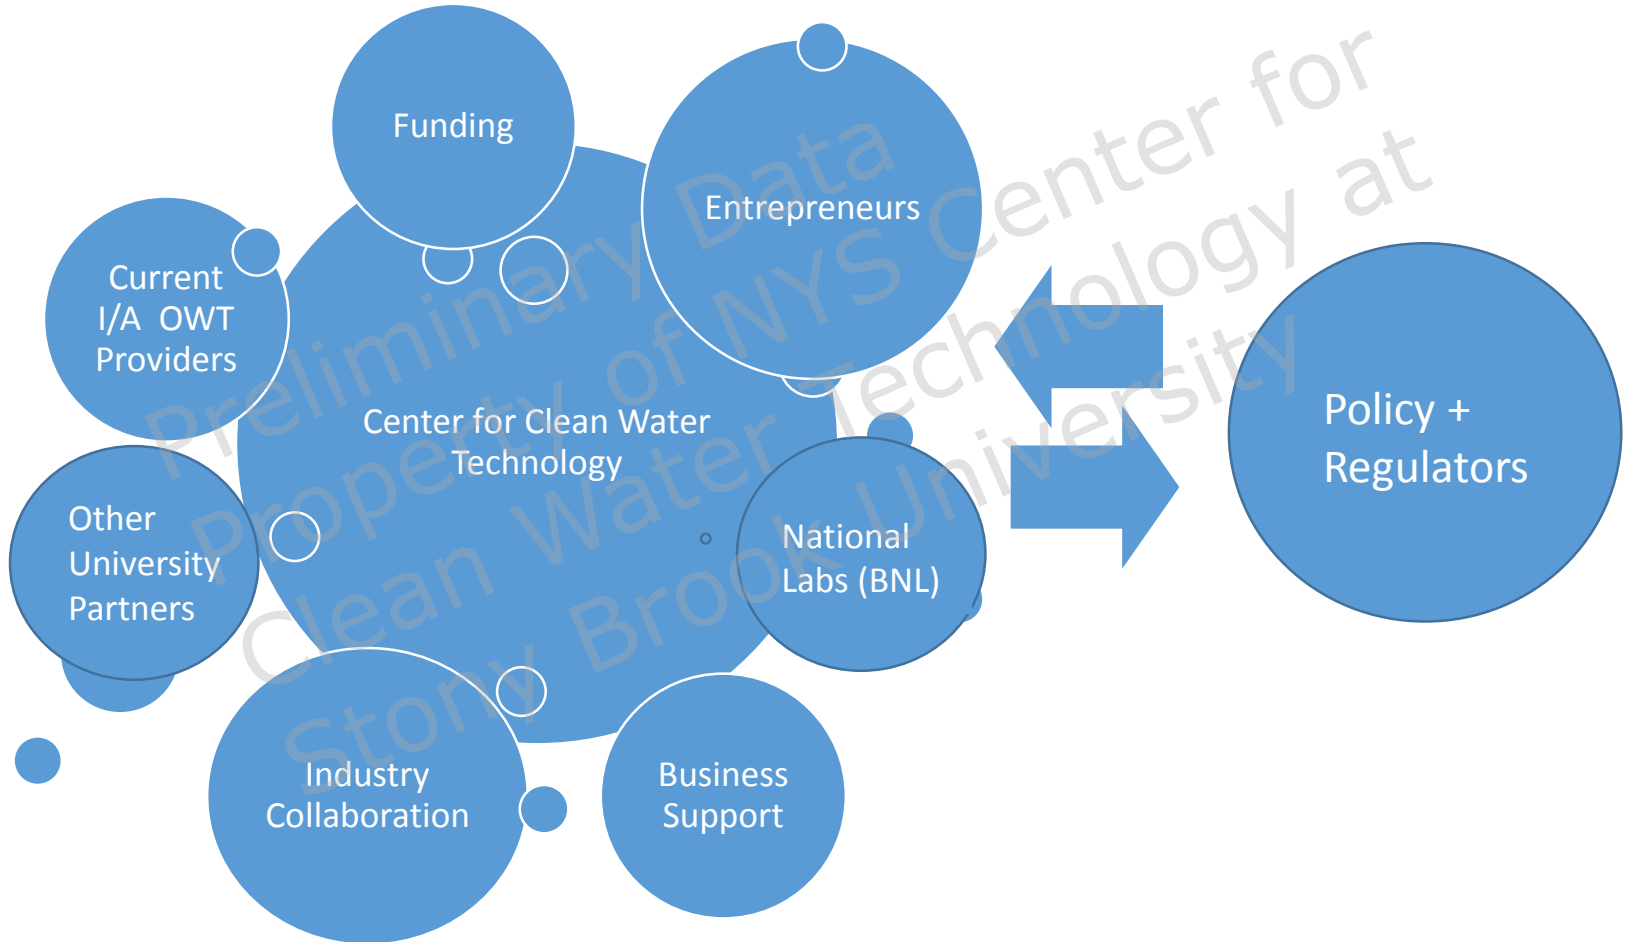 Funding
Entrepreneurs
Current
I/A  OWT
Providers
Center for Clean Water
Technology
Policy +
Regulators
Other
University
Partners
National
Labs (BNL)
Industry
Collaboration
Business
Support
Preliminary Data
Property of NYS Center for
Clean Water Technology at
Stony Brook University